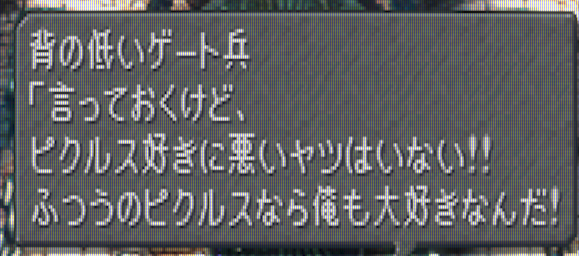 背の低いゲート兵
「言っておくけど、
ピクルス好きに悪いヤツはいない!!
ふつうのピクルスなら俺も大好きなんだ!